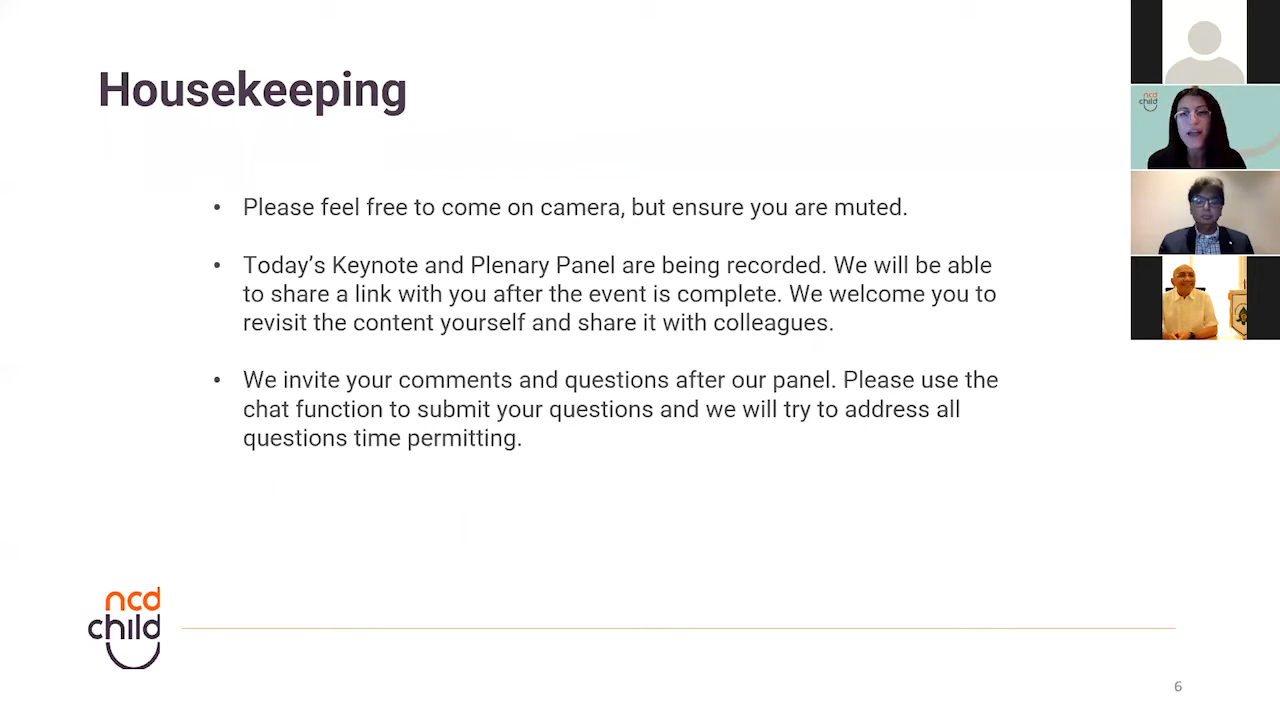 Housekeeping
• Please feel free to come on camera, but ensure you are muted.
• Today’s Keynote and Plenary Panel are being recorded. We will be able
to share a link with you after the event is complete. We welcome you to
revisit the content yourself and share it with colleagues.
• We invite your comments and questions after our panel. Please use the
chat function to submit your questions and we will try to address all
questions time permitting.
ncd
child
6
ncd
child